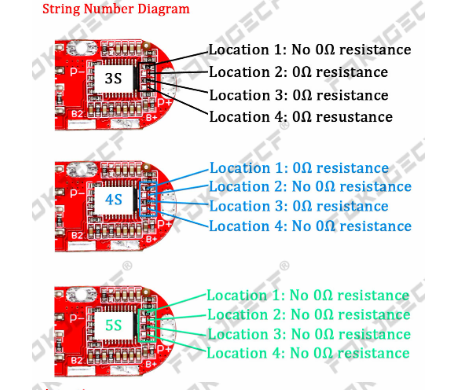 String Number Diagram
Location 1: No 0Ω resistance
Location 2: 0Ω resistance
Location 3: 0Ω resistance
Location 4: 0Ω resustance
3S
P-
P+
B2
B+
Location 1: 0Ω resistance
Location 2: No 0Ω resistance
Location 3: 0Ω resistance
Location 4: No 0Ω resistance
4S
P-
P+
B2
B+
Location 1: No 0Ω resistance
Location 2: No 0Ω resistance
Location 3: No 0Ω resistance
Location 4: No 0Ω resistance
5S
P-
P+
B2
B+